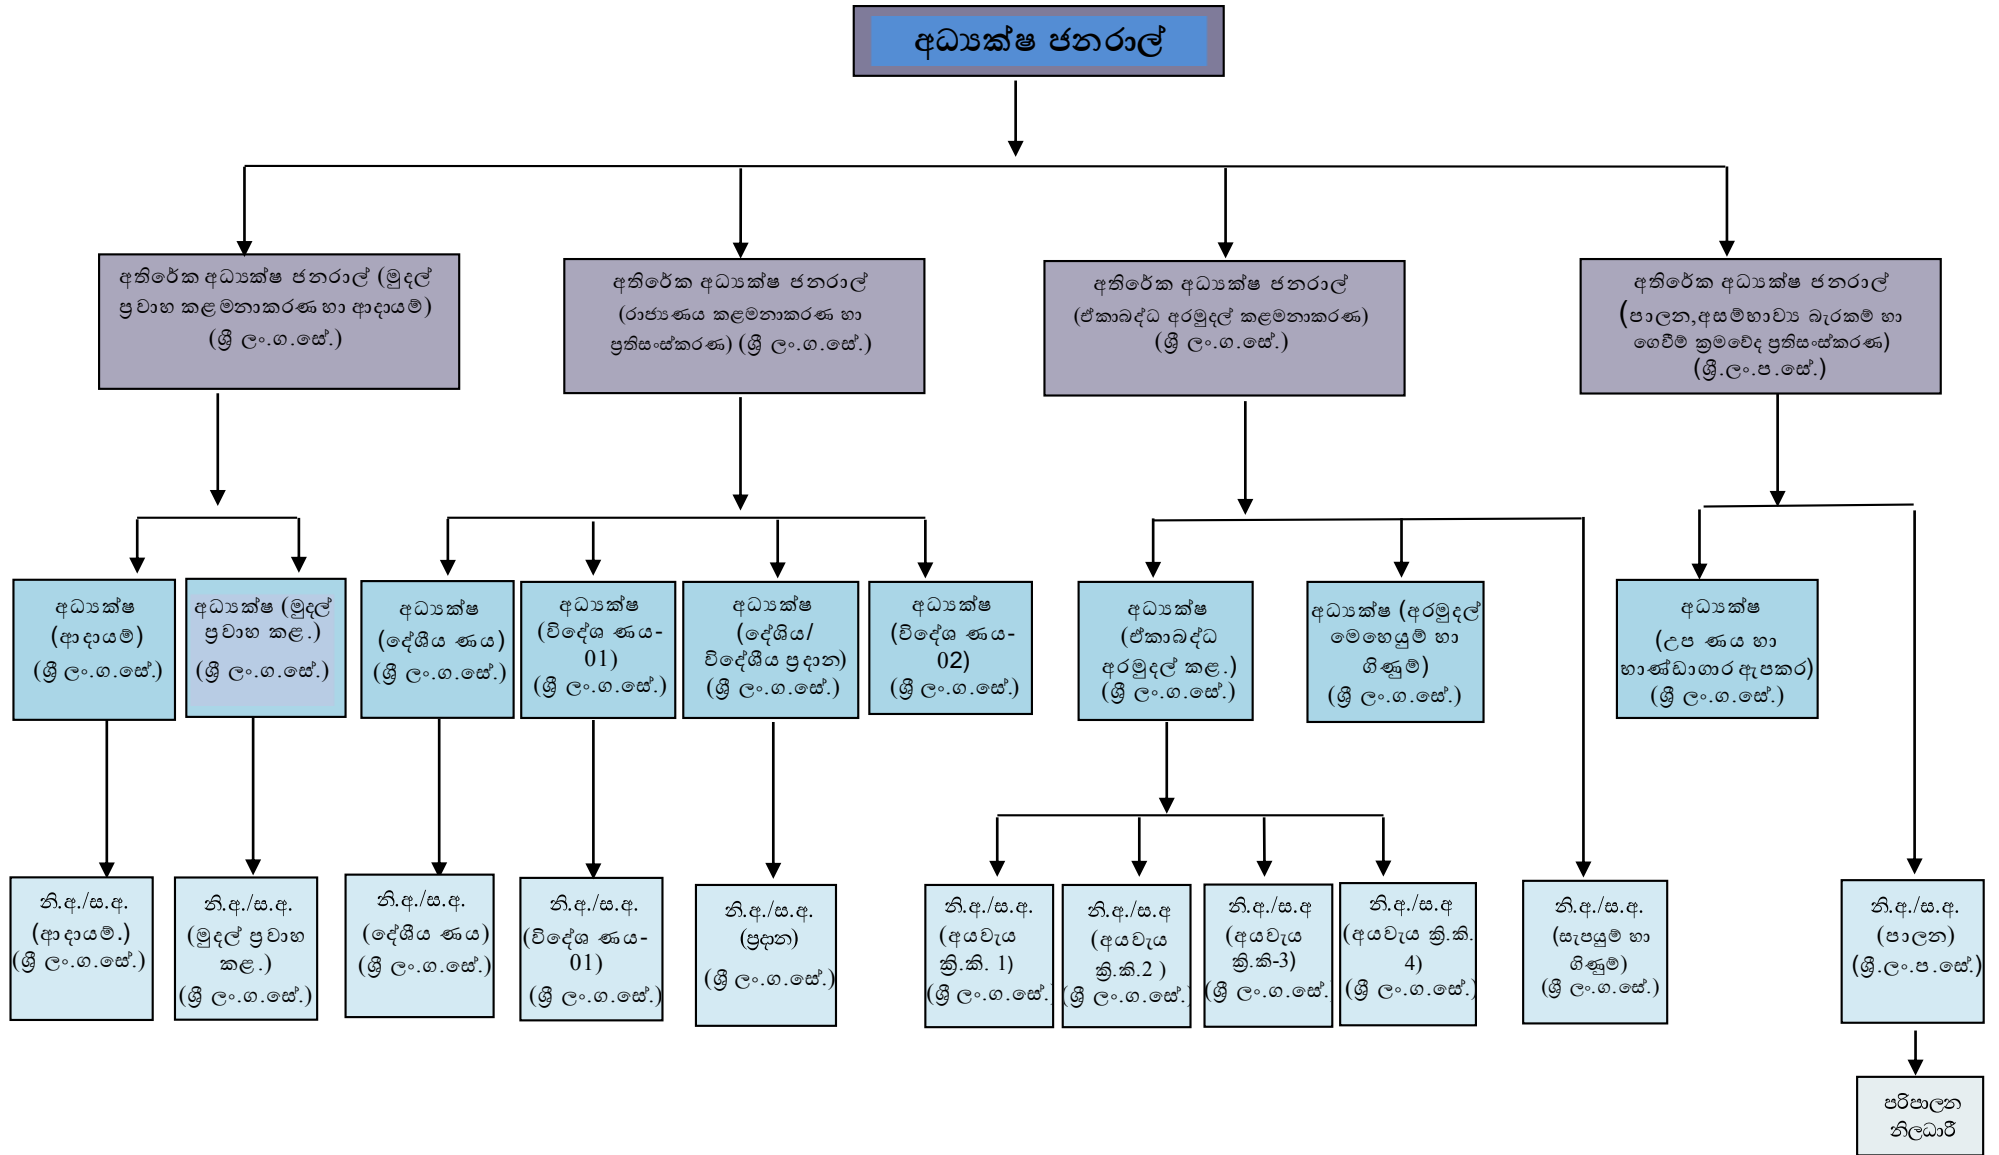 අධ්‍යක්ෂ ජනරාල්
අතිරේක අධ්‍යක්ෂ ජනරාල් (මුදල්
ප්‍රවාහ කළමනාකරණ හා ආදායම්)
(ශ්‍රී ලං.ග.සේ.)
අතිරේක අධ්‍යක්ෂ ජනරාල්
(රාජ්‍යණය කළමනාකරණ හා
ප්‍රතිසංස්කරණ) (ශ්‍රී ලං.ග.සේ.)
අතිරේක අධ්‍යක්ෂ ජනරාල්
(ඒකාබද්ධ අරමුදල් කළමනාකරණ)
(ශ්‍රී ලං.ග.සේ.)
අතිරේක අධ්‍යක්ෂ ජනරාල්
(පාලන,අසම්භාව්‍ය බැරකම් හා
ගෙවීම් ක්‍රමවේද ප්‍රතිසංස්කරණ)
(ශ්‍රී.ලං.ප.සේ.)
අධ්‍යක්ෂ
(ආදායම්)
(ශ්‍රී ලං.ග.සේ.)
අධ්‍යක්ෂ (මුදල්
ප්‍රවාහ කළ.)
(ශ්‍රී ලං.ග.සේ.)
අධ්‍යක්ෂ
(දේශීය ණය)
(ශ්‍රී ලං.ග.සේ.)
අධ්‍යක්ෂ
(විදේශ ණය-
01)
(ශ්‍රී ලං.ග.සේ.)
අධ්‍යක්ෂ
(දේශිය/
විදේශීය ප්‍රදාන)
(ශ්‍රී ලං.ග.සේ.)
අධ්‍යක්ෂ
(විදේශ ණය-
02)
(ශ්‍රී ලං.ග.සේ.)
අධ්‍යක්ෂ
(ඒකාබද්ධ
අරමුදල් කළ.)
(ශ්‍රී ලං.ග.සේ.)
අධ්‍යක්ෂ (අරමුදල්
මෙහෙයුම් හා
ගිණුම්)
(ශ්‍රී ලං.ග.සේ.)
අධ්‍යක්ෂ
(උප ණය හා
භාණ්ඩාගාර ඇපකර)
(ශ්‍රී ලං.ග.සේ.)
නි.අ./ස.අ.
(ආදායම්.)
(ශ්‍රී ලං.ග.සේ.)
නි.අ./ස.අ.
(මුදල් ප්‍රවාහ
කළ.)
(ශ්‍රී ලං.ග.සේ.)
නි.අ./ස.අ.
(දේශීය ණය)
(ශ්‍රී ලං.ග.සේ.)
නි.අ./ස.අ.
(විදේශ ණය-
01)
(ශ්‍රී ලං.ග.සේ.)
නි.අ./ස.අ.
(ප්‍රදාන)
(ශ්‍රී ලං.ග.සේ.)
නි.අ./ස.අ.
(අයවැය
ක්‍රි.කි. 1)
(ශ්‍රී ලං.ග.සේ.)
නි.අ./ස.අ
(අයවැය
ක්‍රි.කි.2 )
(ශ්‍රී ලං.ග.සේ.)
නි.අ./ස.අ
(අයවැය
ක්‍රි.කි-3)
(ශ්‍රී ලං.ග.සේ.
නි.අ./ස.අ
(අයවැය ක්‍රි.කි.
4)
(ශ්‍රී ලං.ග.සේ.)
නි.අ./ස.අ.
(සැපයුම් හා
ගිණුම්)
(ශ්‍රී ලං.ග.සේ.)
නි.අ./ස.අ.
(පාලන)
(ශ්‍රී.ලං.ප.සේ.)
පරිපාලන
නිලධාරී